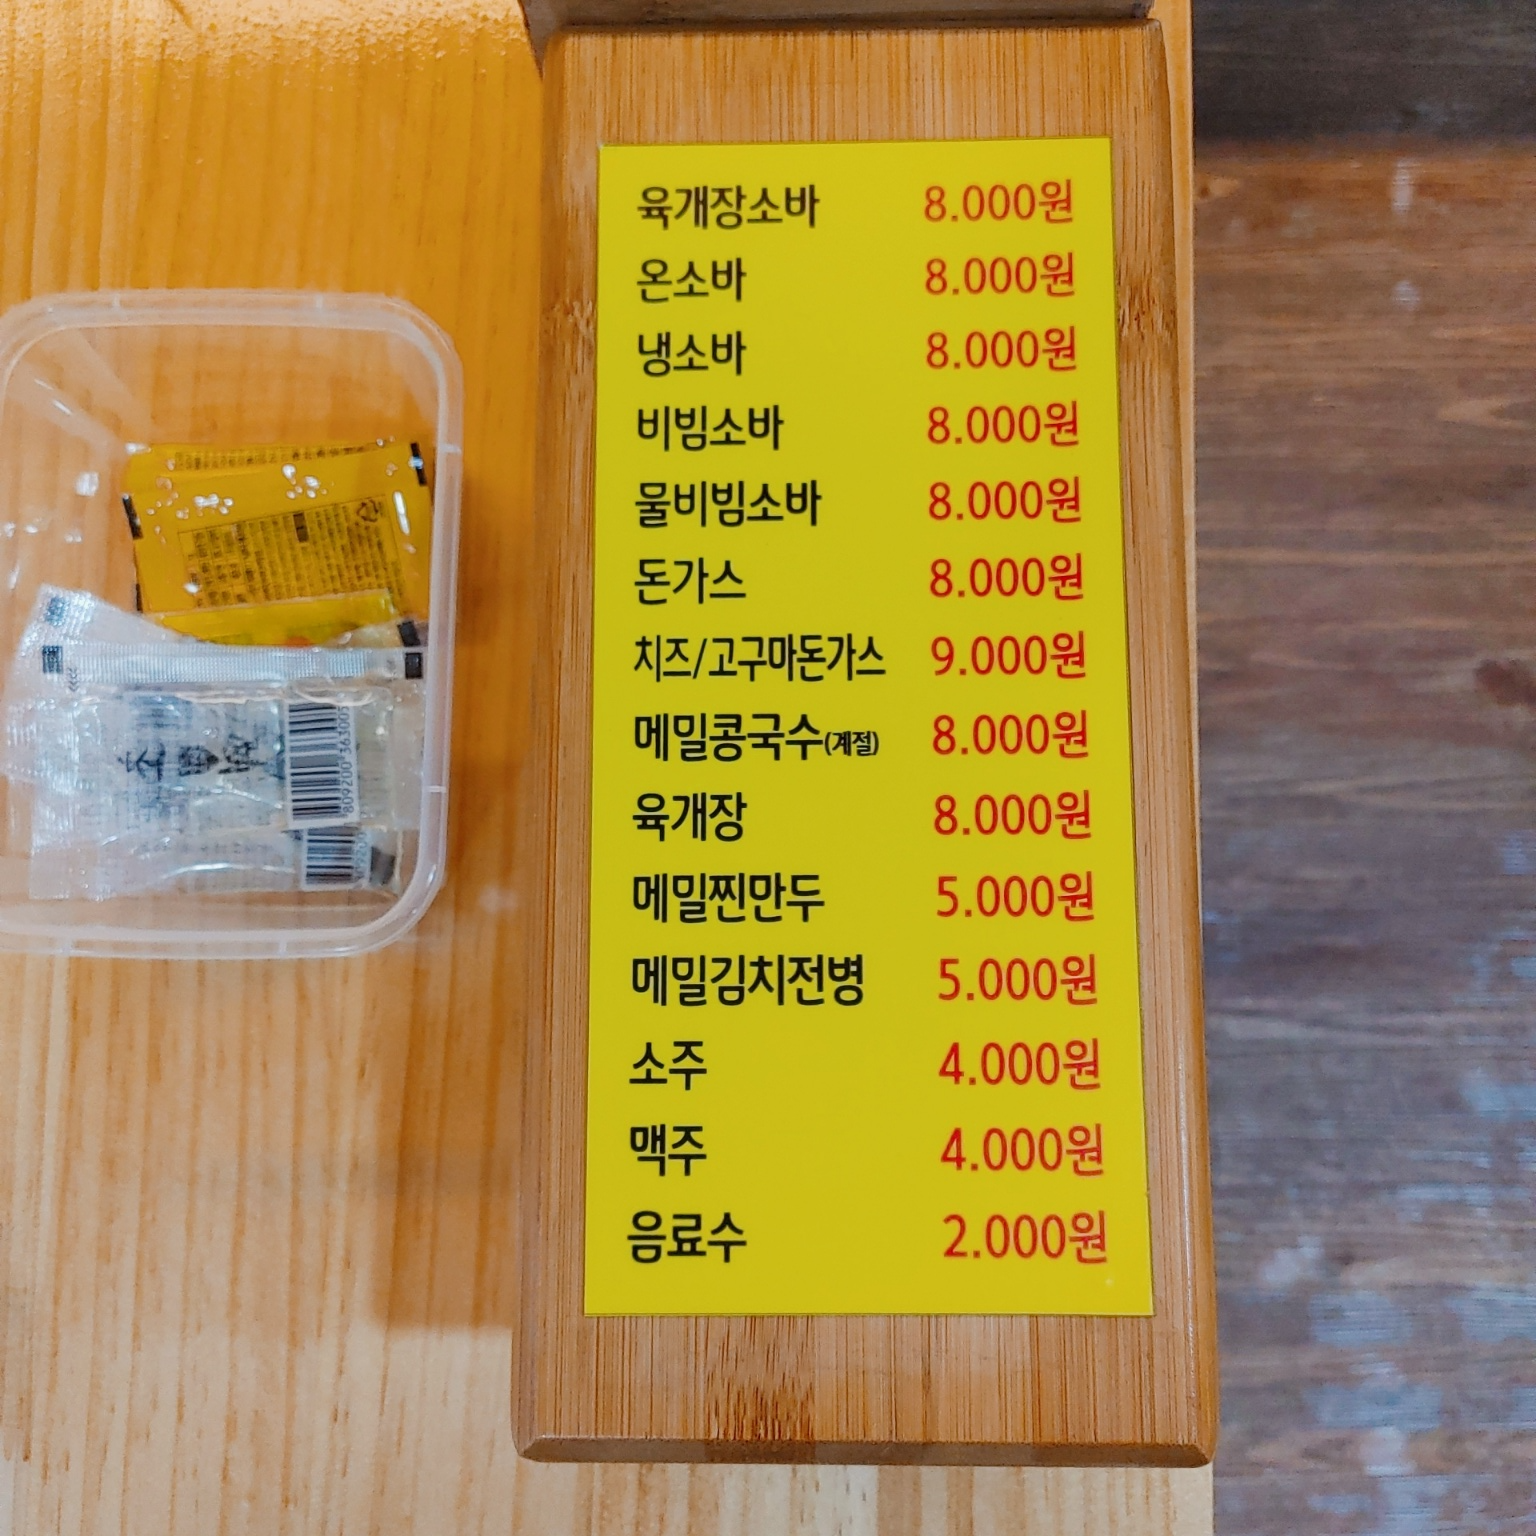 육개장소바 8.000원
온소바 8.000원
냉소바 8.000원
비빔소바 8.000원
물비빔소바 8.000원
돈가스 8.000원
치즈/고구마돈가스 9.000원
메밀콩국수(계절) 8.000원
육개장 8.000원
메밀찐만두 5.000원
메밀김치전병 5.000원
소주 4.000원
맥주 4.000원
음료수 2.000원